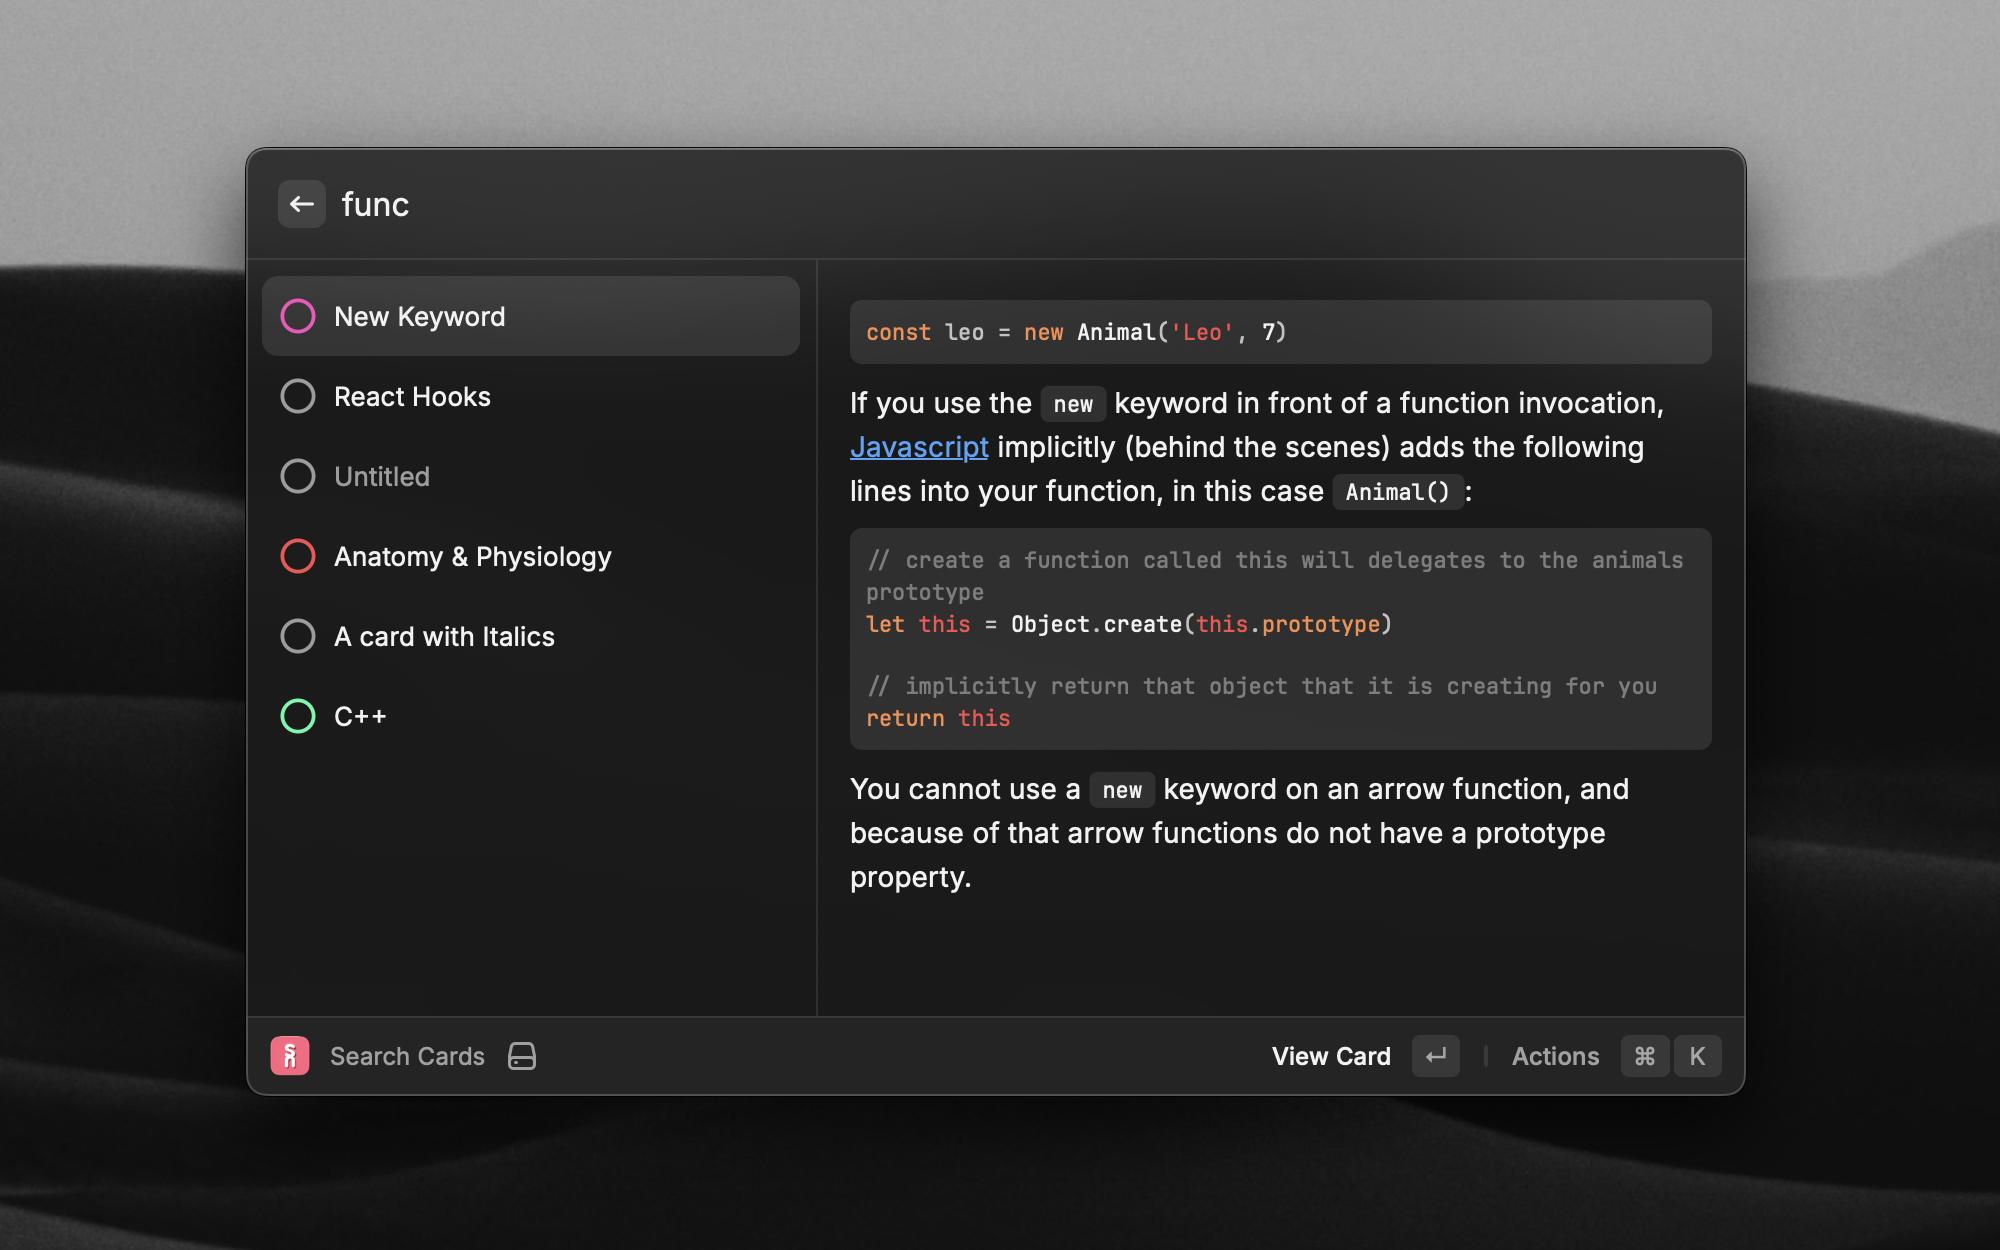 func
New Keyword
React Hooks
Untitled
Anatomy & Physiology
A card with Italics
C++
const leo = new Animal('Leo', 7)
If you use the new keyword in front of a function invocation,
Javascript implicitly (behind the scenes) adds the following
lines into your function, in this case Animal() :
// create a function called this will delegates to the animals
prototype
let this = Object.create(this.prototype)
// implicitly return that object that it is creating for you
return this
You cannot use a new keyword on an arrow function, and
because of that arrow functions do not have a prototype
property.
Search Cards
View Card ↵ | Actions ⌘ K